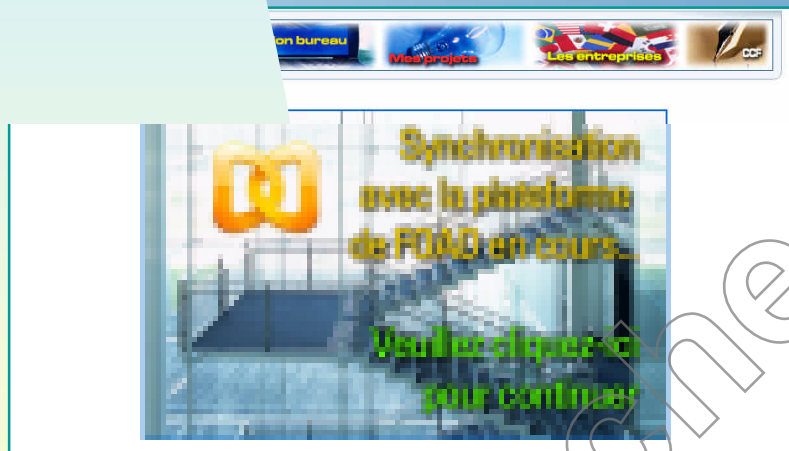 on bureau
Mes projets
Les entreprises
CCF
Synchronisation
avec la plateforme
de FOAD en cours...
Veuillez cliquez-ici
pour continuer